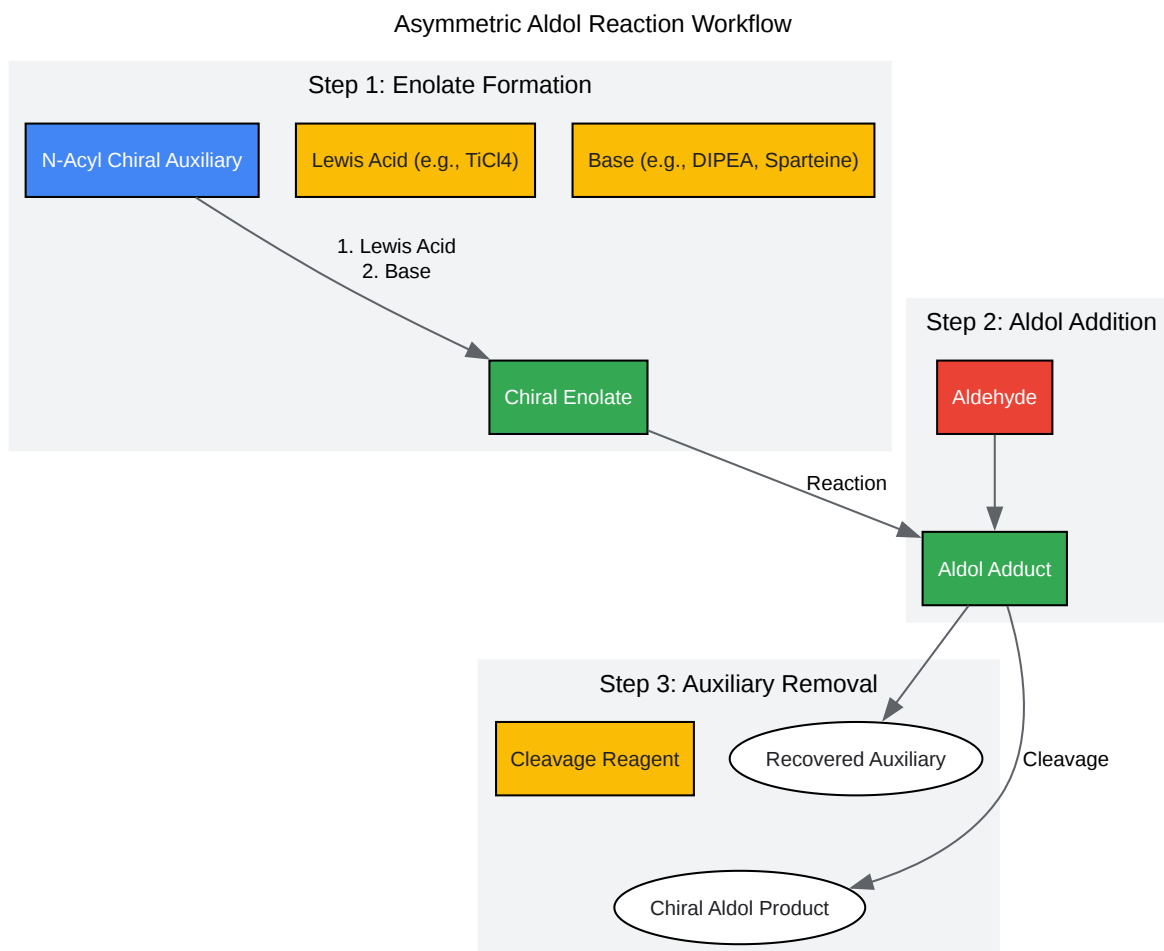 Asymmetric Aldol Reaction Workflow
Step 1: Enolate Formation
N-Acyl Chiral Auxiliary
Lewis Acid (e.g., TiCl4)
Base (e.g., DIPEA, Sparteine)
1. Lewis Acid
2. Base
Chiral Enolate
Step 2: Aldol Addition
Aldehyde
Reaction
Aldol Adduct
Step 3: Auxiliary Removal
Cleavage Reagent
Recovered Auxiliary
Cleavage
Chiral Aldol Product